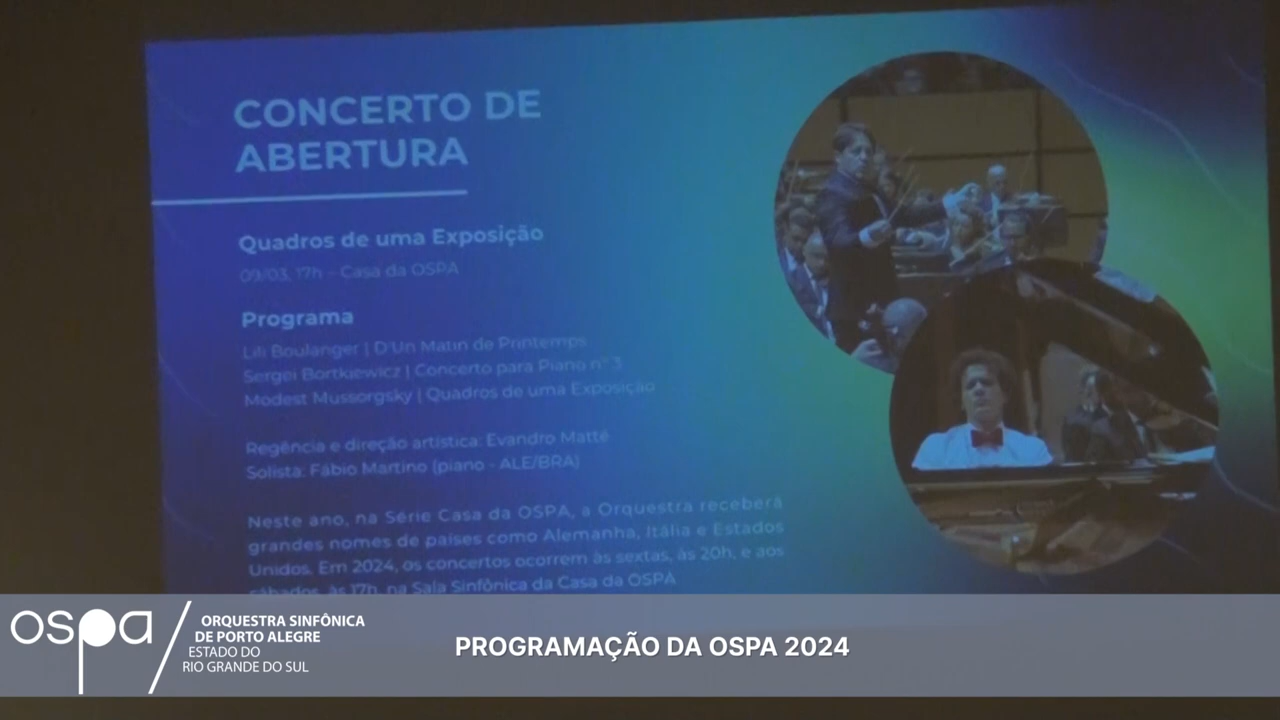 CONCERTO DE
ABERTURA
Quadros de uma Exposição
09/03, 17h - Casa da OSPA
Programa
Lili Boulanger | D'Un Matin de Printemps
Sergei Bortkiewicz | Concerto para Piano nº 3
Modest Mussorgsky | Quadros de uma Exposição
Regência e direção artística: Evandro Matté
Solista: Fábio Martino (piano - ALE/BRA)
Neste ano, na Série Casa da OSPA, a Orquestra receberá
grandes nomes de países como Alemanha, Itália e Estados
Unidos. Em 2024, os concertos ocorrem às sextas, às 20h, e aos
sábados, às 17h, na Sala Sinfônica da Casa da OSPA
ospa
ORQUESTRA SINFÔNICA
DE PORTO ALEGRE
ESTADO DO
RIO GRANDE DO SUL
PROGRAMAÇÃO DA OSPA 2024